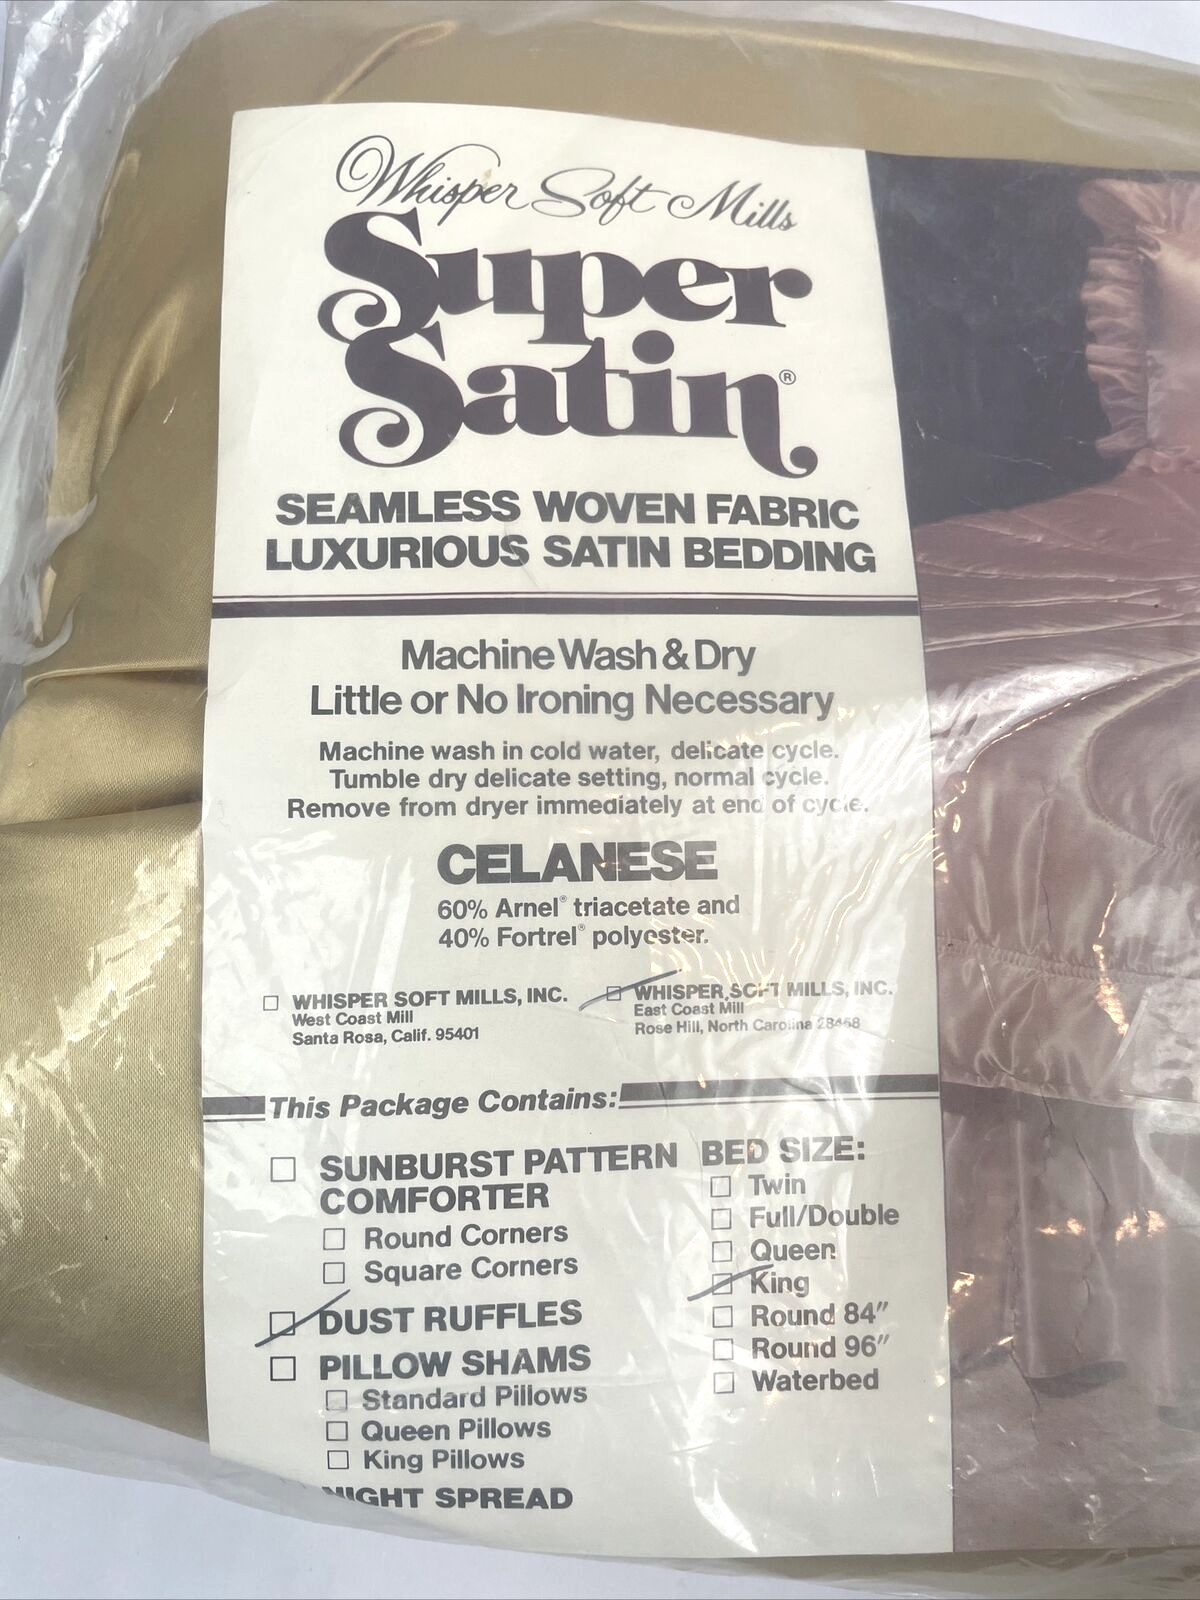 Whisper Soft Mills
Super
Satin®
SEAMLESS WOVEN FABRIC
LUXURIOUS SATIN BEDDING
Machine Wash & Dry
Little or No Ironing Necessary
Machine wash in cold water, delicate cycle.
Tumble dry delicate setting, normal cycle.
Remove from dryer immediately at end of cycle.
CELANESE
60% Arnel® triacetate and
40% Fortrel® polyester.
WHISPER SOFT MILLS, INC.
West Coast Mill
Santa Rosa, Calif. 95401
WHISPER SOFT MILLS, INC.
East Coast Mill
Rose Hill, North Carolina 28458
This Package Contains:
SUNBURST PATTERN
COMFORTER
Round Corners
Square Corners
DUST RUFFLES
PILLOW SHAMS
Standard Pillows
Queen Pillows
King Pillows
NIGHT SPREAD
BED SIZE:
Twin
Full/Double
Queen
King
Round 84"
Round 96"
Waterbed